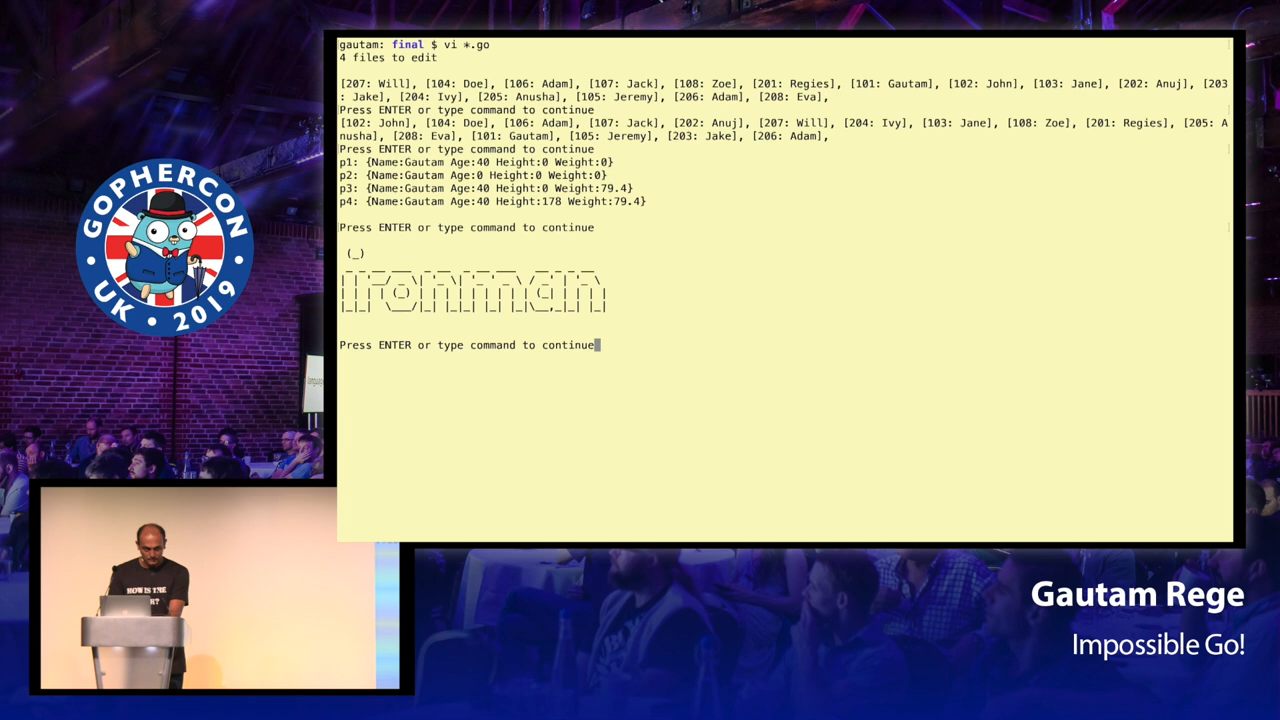 gautam: final $ vi *.go
4 files to edit
[207: Will], [104: Doe], [106: Adam], [107: Jack], [108: Zoe], [201: Regies], [101: Gautam], [102: John], [103: Jane], [202: Anuj], [203
: Jake], [204: Ivy], [205: Anusha], [105: Jeremy], [206: Adam], [208: Eva],
Press ENTER or type command to continue
[102: John], [104: Doe], [106: Adam], [107: Jack], [202: Anuj], [207: Will], [204: Ivy], [103: Jane], [108: Zoe], [201: Regies], [205: A
nusha], [208: Eva], [101: Gautam], [105: Jeremy], [203: Jake], [206: Adam],
Press ENTER or type command to continue
p1: {Name:Gautam Age:40 Height:0 Weight:0}
p2: {Name:Gautam Age:0 Height:0 Weight:0}
p3: {Name:Gautam Age:40 Height:0 Weight:79.4}
p4: {Name:Gautam Age:40 Height:178 Weight:79.4}
Press ENTER or type command to continue
ironman
Press ENTER or type command to continue
GOPHERCON
UK • 2019
HOW IS THE
Gautam Rege
Impossible Go!